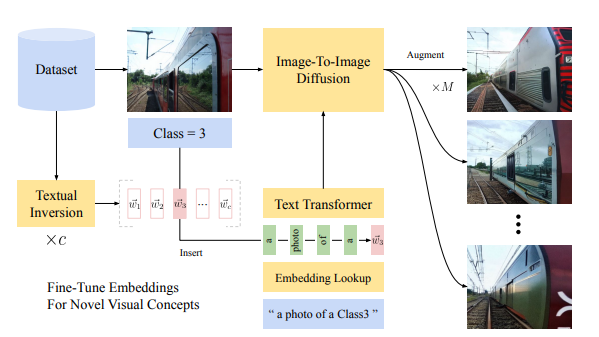 Dataset
Class = 3
Image-To-Image
Diffusion
Augment
×M
Textual
Inversion
×c
w⃗₁ w⃗₂ w⃗₃ ... w⃗c
Insert
Text Transformer
a photo of a w⃗₃
Embedding Lookup
“ a photo of a Class3 ”
Fine-Tune Embeddings
For Novel Visual Concepts